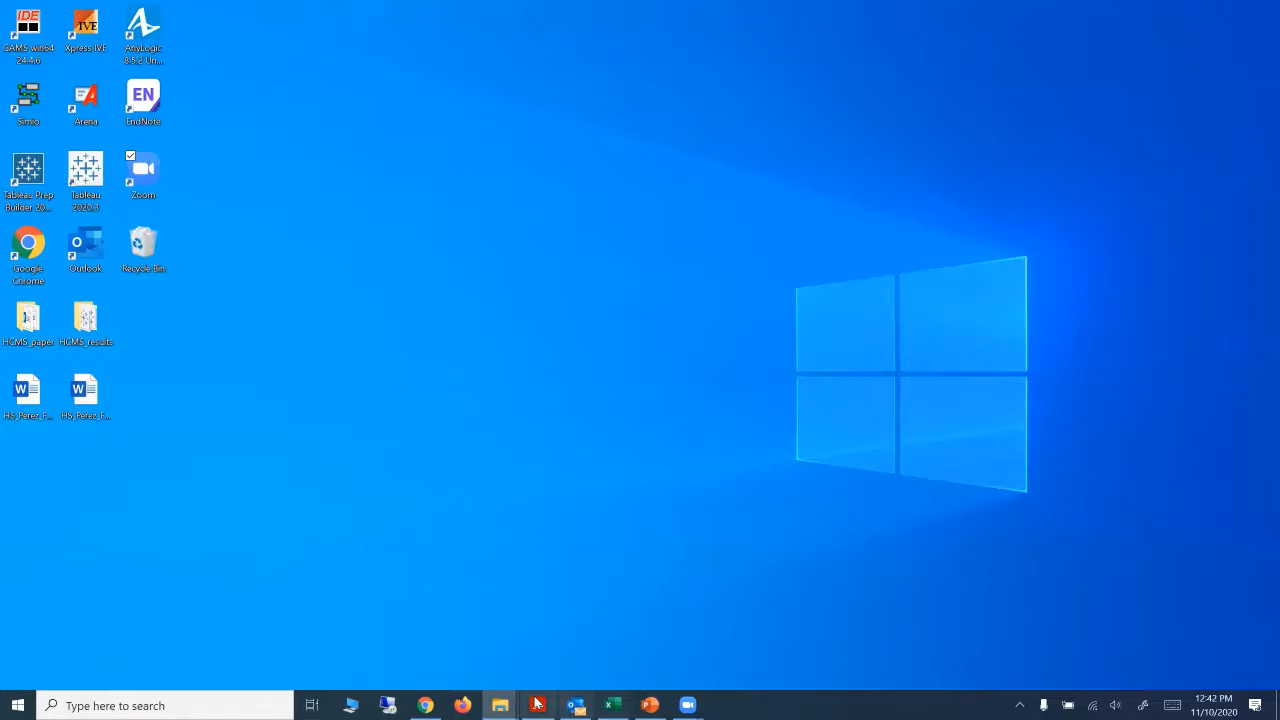 IDE
GAMS win64
24.4.6
IVE
Xpress IVE
AnyLogic
8.5.2 Un...
Simio
Arena
EN
EndNote
Tableau Prep
Builder 20...
Tableau
2020.3
Zoom
Google
Chrome
Outlook
Recycle Bin
HCMS_paper
HCMS_results
HS_Perez_F...
HS_Perez_F...
Type here to search
12:42 PM
11/10/2020